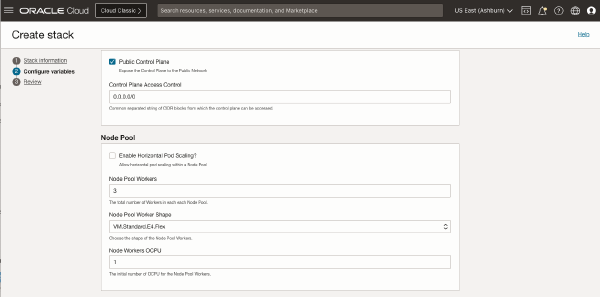 ORACLE Cloud
Cloud Classic >
Search resources, services, documentation, and Marketplace
US East (Ashburn)
Create stack
Help
1 Stack information
2 Configure variables
3 Review
Public Control Plane
Expose the Control Plane to the Public Network
Control Plane Access Control
0.0.0.0/0
Common separated string of CIDR blocks from which the control plane can be accessed.
Node Pool
Enable Horizontal Pod Scaling?
Allow horizontal pod scaling within a Node Pool
Node Pool Workers
3
The total number of Workers in each each Node Pool.
Node Pool Worker Shape
VM.Standard.E4.Flex
Choose the shape of the Node Pool Workers.
Node Workers OCPU
1
The initial number of OCPU for the Node Pool Workers.